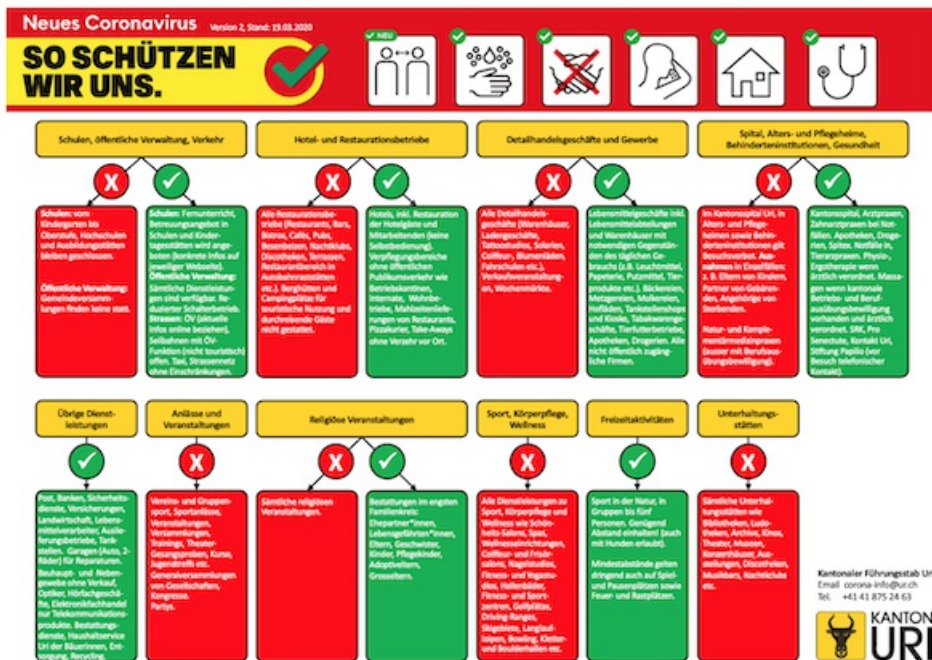 Neues Coronavirus Version 2, Stand: 19.03.2020
SO SCHÜTZEN
WIR UNS.
NEU
Schulen, öffentliche Verwaltung, Verkehr
Schulen: vom
Kindergarten bis
Oberstufe, Hochschulen
und Ausbildungsstätten
bleiben geschlossen.
Öffentliche Verwaltung:
Gemeindeversamm-
lungen finden keine statt.
Schulen: Fernunterricht,
Betreuungsangebot in
Schulen und Kinder-
tagesstätten wird ange-
boten (konkrete Infos auf
jeweiliger Webseite).
Öffentliche Verwaltung:
Sämtliche Dienstleistun-
gen sind verfügbar. Re-
duzierter Schalterbetrieb.
Strassen: ÖV (aktuelle
Infos online beziehen),
Seilbahnen mit ÖV-
Funktion (nicht touristisch)
offen. Taxi, Strassennetz
ohne Einschränkungen.
Hotel- und Restaurationsbetriebe
Alle Restaurationsbe-
triebe (Restaurants, Bars,
Bistros, Cafés, Pubs,
Besenbeizen, Nachtklubs,
Discotheken, Terrassen,
Restaurantbereich in
Autobahnraststätten
etc.). Berghütten und
Campingplätze für
touristische Nutzung und
durchreisende Gäste
nicht gestattet.
Hotels, inkl. Restauration
der Hotelgäste und
Mitarbeitenden (keine
Selbstbedienung).
Verpflegungsbereiche
ohne öffentlichen
Publikumsverkehr wie
Betriebskantinen,
Internate, Wohnbe-
triebe, Mahlzeitenliefe-
rungen von Restaurants,
Pizzakurier, Take-Aways
ohne Verzehr vor Ort.
Detailhandelsgeschäfte und Gewerbe
Alle Detailhandels-
geschäfte (Warenhäuser,
Ladengeschäfte,
Tattoostudios, Solarien,
Coiffeur-, Blumenläden,
Fahrschulen etc.),
Verkaufsveranstaltun-
gen, Wochenmärkte.
Lebensmittelgeschäfte inkl.
Lebensmittelabteilungen
und Warenhäuser mit
notwendigen Gegenstän-
den des täglichen Ge-
brauchs (z.B. Leuchtmittel,
Papeterie, Putzmittel, Tier-
produkte etc.). Bäckereien,
Metzgereien, Molkereien,
Hofläden, Tankstellenshops
und Kioske, Tabakwarenge-
schäfte, Tierfutterbetriebe,
Apotheken, Drogerien. Alle
nicht öffentlich zugäng-
liche Firmen.
Spital, Alters- und Pflegeheime,
Behinderteninstitutionen, Gesundheit
Im Kantonsspital Uri, in
Alters- und Pflege-
heimen sowie Behin-
derteninstitutionen gilt
Besuchsverbot. Aus-
nahmen in Einzelfällen:
z. B. Eltern von Kindern,
Partner von Gebären-
den, Angehörige von
Sterbenden.
Natur- und Komple-
mentärmedizinpraxen
(ausser mit Berufsaus-
übungsbewilligung).
Kantonsspital, Arztpraxen,
Zahnarztpraxen bei Not-
fällen. Apotheken, Droge-
rien, Spitex. Notfälle in
Tierarztpraxen. Physio-,
Ergotherapie wenn
ärztlich verordnet. Massa-
gen wenn kantonale
Betriebs- und Beruf-
ausübungsbewilligung
vorhanden und ärztlich
verordnet. SRK, Pro
Senectute, Kontakt Uri,
Stiftung Papilio (vor
Besuch telefonischer
Kontakt).
Übrige Dienst-
leistungen
Post, Banken, Sicherheits-
dienste, Versicherungen,
Landwirtschaft, Lebens-
mittelverarbeiter, Auslie-
ferungsbetriebe, Tank-
stellen. Garagen (Auto, 2-
Räder) für Reparaturen.
Bauhaupt- und Neben-
gewebe ohne Verkauf,
Optiker, Hörfachgeschä-
fte, Elektronikfachhandel
nur Telekommunikations-
produkte. Bestattungs-
dienste, Haushaltservice
Uri der Bäuerinnen, Ent-
sorgung, Recycling.
Anlässe und
Veranstaltungen
Vereins- und Gruppen-
sport, Sportanlässe,
Veranstaltungen,
Versammlungen,
Trainings, Theater-
Gesangsproben, Kurse,
Jugendtreffs etc.
Generalversammlungen
von Gesellschaften,
Kongresse.
Partys.
Religiöse Veranstaltungen
Sämtliche religiösen
Veranstaltungen.
Bestattungen im engsten
Familienkreis:
Ehepartner*innen,
Lebensgefährten*innen,
Eltern, Geschwister,
Kinder, Pflegekinder,
Adoptiveltern,
Grosseltern.
Sport, Körperpflege,
Wellness
Alle Dienstleistungen zu
Sport, Körperpflege und
Wellness wie Schön-
heits-Salons, Spas,
Wellnesseinrichtungen,
Coiffeur- und Frisör-
salons, Nagelstudios,
Fitness- und Yogastu-
dios, Hallenbäder,
Fitness- und Sport-
zentren, Golfplätze,
Driving-Ranges,
Skigebiete, Langlauf-
loipen, Bowling, Kletter-
und Boulderhallen etc.
Freizeitaktivitäten
Sport in der Natur, in
Gruppen bis fünf
Personen. Genügend
Abstand einhalten! (auch
mit Hunden erlaubt).
Mindestabstände gelten
dringend auch auf Spiel-
und Pausenplätzen sowie
Feuer- und Rastplätzen.
Unterhaltungs-
stätten
Sämtliche Unterhal-
tungsstätten wie
Bibliotheken, Ludo-
theken, Archive, Kinos,
Theater, Museen,
Konzerthäuser, Aus-
stellungen, Discotheken,
Musikbars, Nachtclubs
etc.
Kantonaler Führungsstab Uri
Email corona-info@ur.ch
Tel. +41 41 875 24 63
KANTON
URI